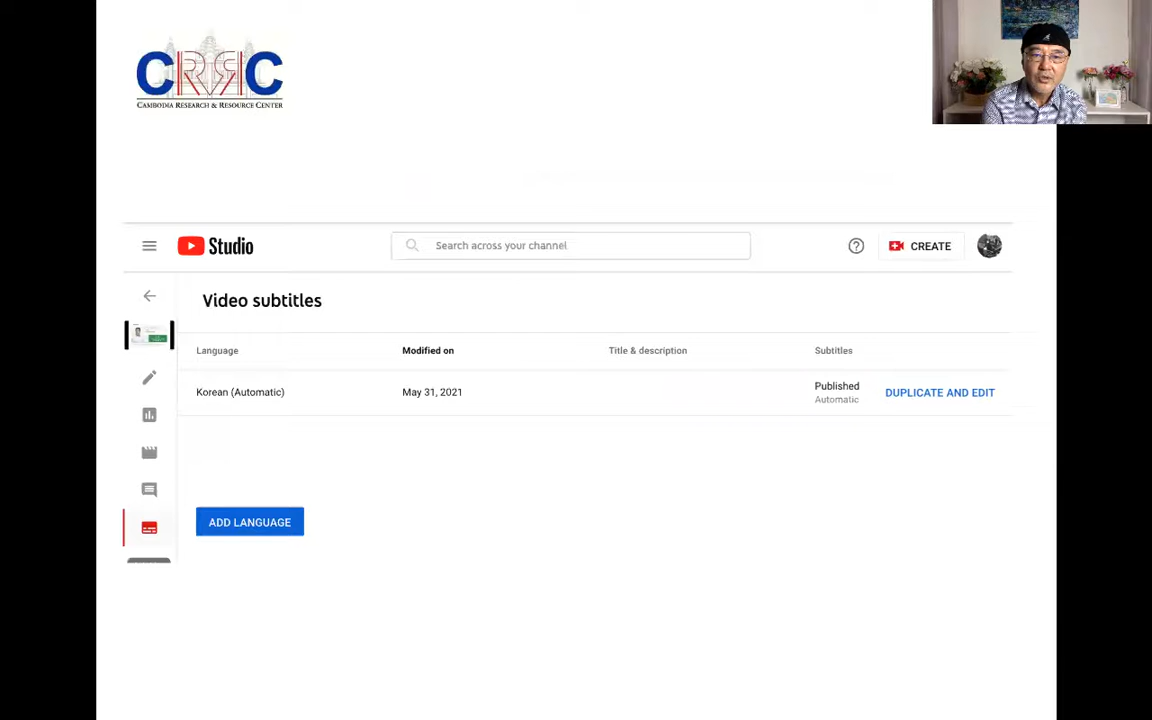 CRRC
CAMBODIA RESEARCH & RESOURCE CENTER
Studio
Search across your channel
CREATE
Video subtitles
Language Modified on Title & description Subtitles
Korean (Automatic) May 31, 2021 Published DUPLICATE AND EDIT
Automatic
ADD LANGUAGE